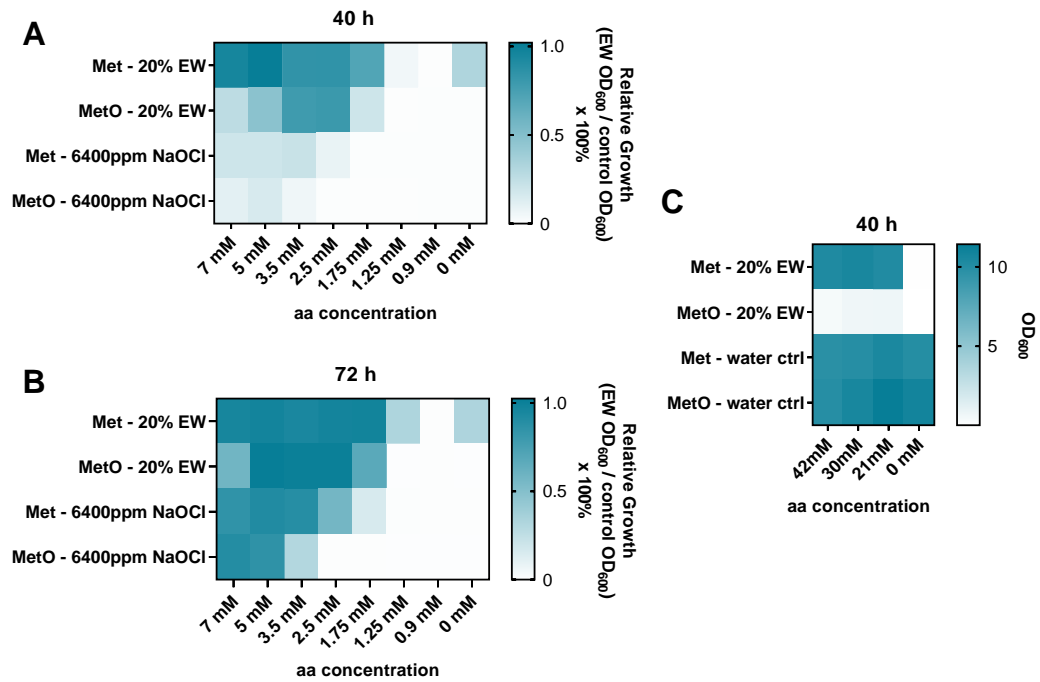 A
40 h
Met - 20% EW
MetO - 20% EW
Met - 6400ppm NaOCl
MetO - 6400ppm NaOCl
7 mM
5 mM
3.5 mM
2.5 mM
1.75 mM
1.25 mM
0.9 mM
0 mM
aa concentration
1.0
0.5
0
Relative Growth
(EW OD600 / control OD600)
x 100%
B
72 h
Met - 20% EW
MetO - 20% EW
Met - 6400ppm NaOCl
MetO - 6400ppm NaOCl
7 mM
5 mM
3.5 mM
2.5 mM
1.75 mM
1.25 mM
0.9 mM
0 mM
aa concentration
1.0
0.5
0
Relative Growth
(EW OD600 / control OD600)
x 100%
C
40 h
Met - 20% EW
MetO - 20% EW
Met - water ctrl
MetO - water ctrl
42mM
30mM
21mM
0 mM
aa concentration
10
5
OD600